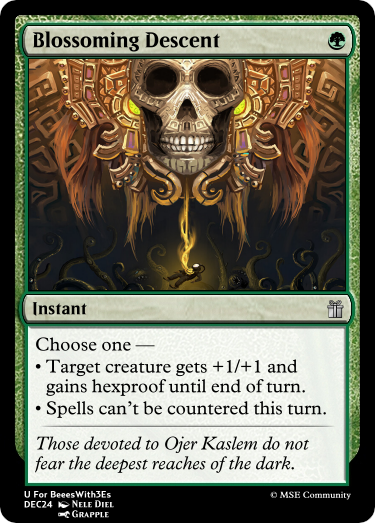 Blossoming Descent
Instant
Choose one —
• Target creature gets +1/+1 and
gains hexproof until end of turn.
• Spells can't be countered this turn.
Those devoted to Ojer Kaslem do not
fear the deepest reaches of the dark.
U For BeeesWith3Es
DEC24 Nele Diel © MSE Community
Grapple